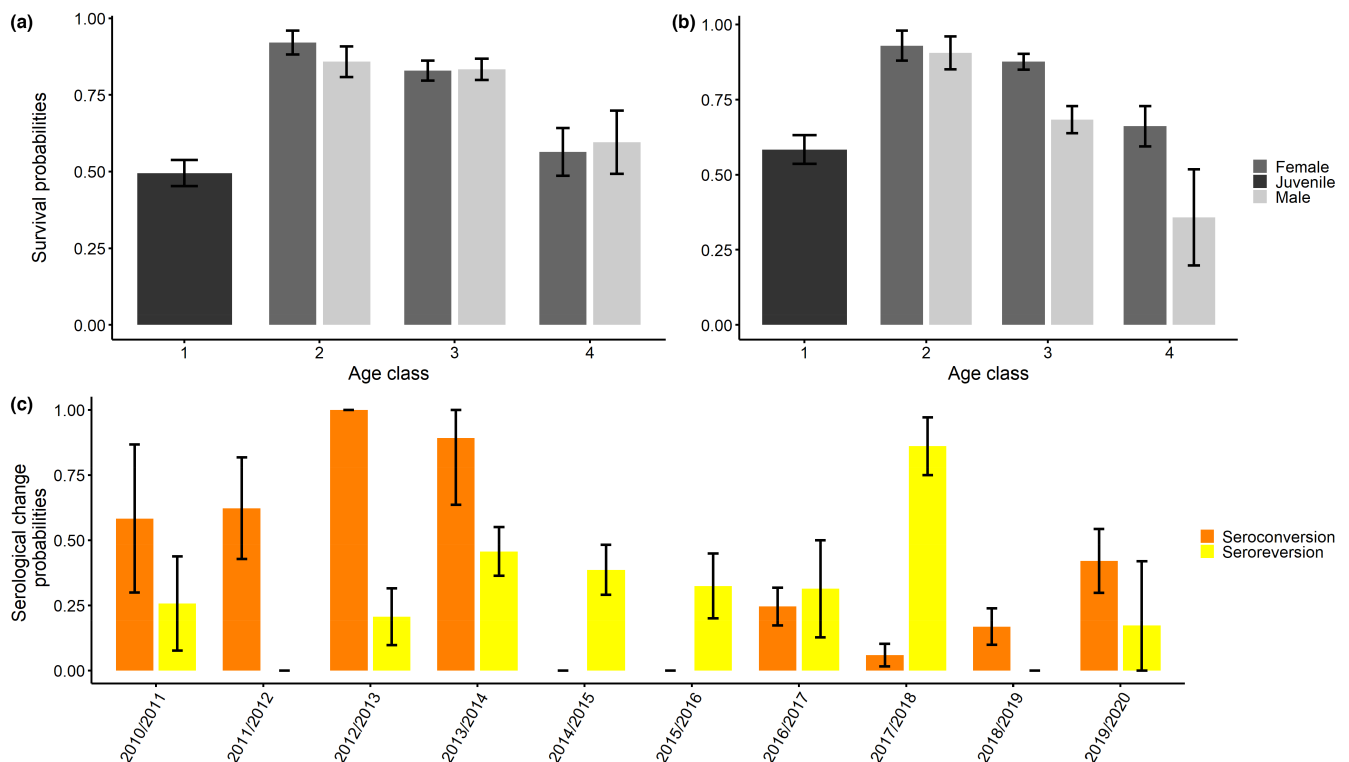 (a)
1.00
0.75
0.50
0.25
0.00
Survival probabilities
1 2 3 4
Age class
(b)
1.00
0.75
0.50
0.25
0.00
1 2 3 4
Age class
Female
Juvenile
Male
(c)
1.00
0.75
0.50
0.25
0.00
Serological change
probabilities
2010/2011
2011/2012
2012/2013
2013/2014
2014/2015
2015/2016
2016/2017
2017/2018
2018/2019
2019/2020
Seroconversion
Seroreversion